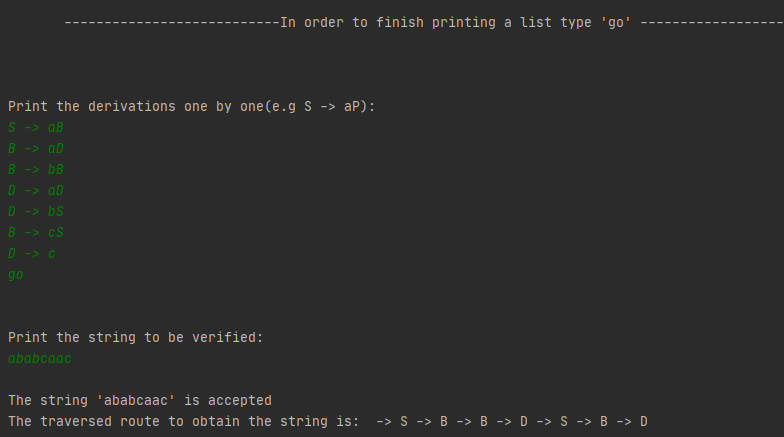 ---------------------------In order to finish printing a list type 'go' ------------------
Print the derivations one by one(e.g S -> aP):
S -> aB
B -> aD
B -> bB
D -> aD
D -> bS
B -> cS
D -> c
go
Print the string to be verified:
ababcaac
The string 'ababcaac' is accepted
The traversed route to obtain the string is:  -> S -> B -> B -> D -> S -> B -> D